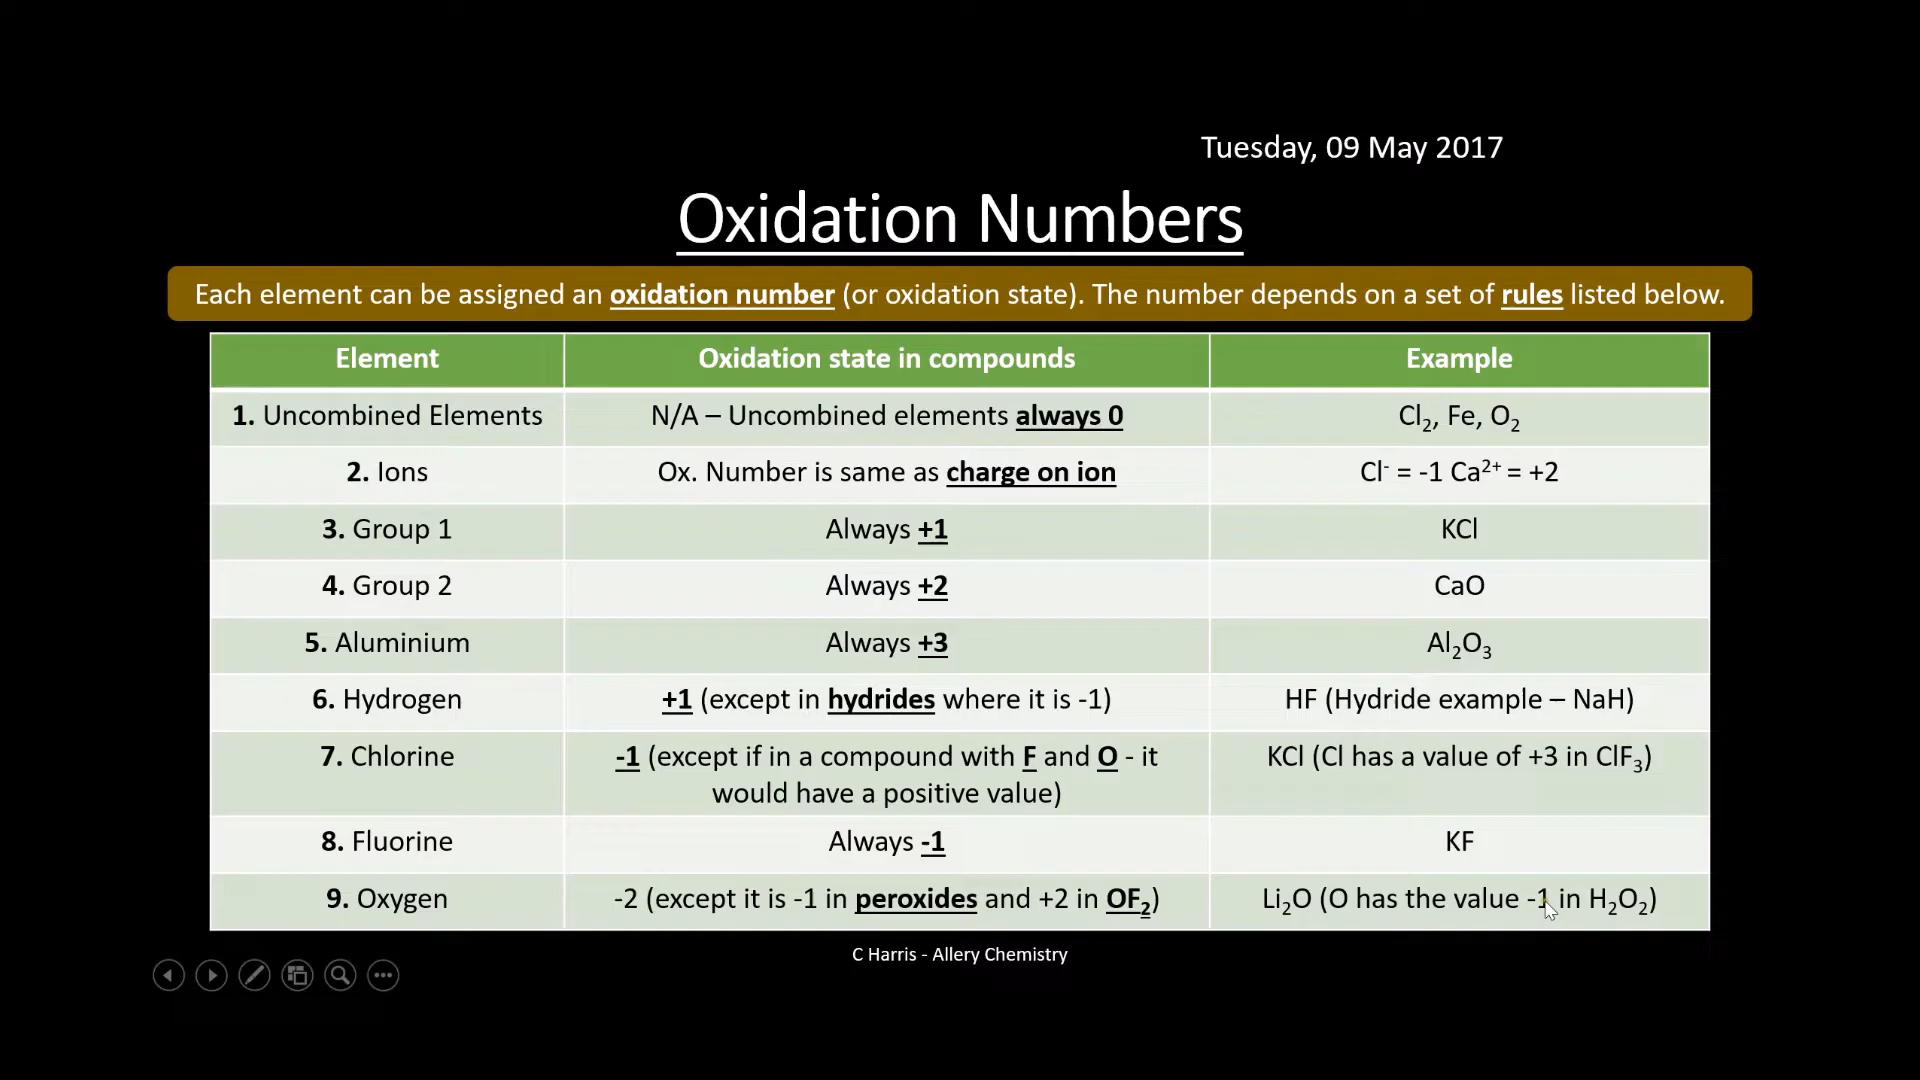 Tuesday, 09 May 2017
Oxidation Numbers
Each element can be assigned an oxidation number (or oxidation state). The number depends on a set of rules listed below.
Element Oxidation state in compounds Example
1. Uncombined Elements N/A – Uncombined elements always 0 Cl₂, Fe, O₂
2. Ions Ox. Number is same as charge on ion Cl⁻ = -1 Ca²⁺ = +2
3. Group 1 Always +1 KCl
4. Group 2 Always +2 CaO
5. Aluminium Always +3 Al₂O₃
6. Hydrogen +1 (except in hydrides where it is -1) HF (Hydride example – NaH)
7. Chlorine -1 (except if in a compound with F and O - it KCl (Cl has a value of +3 in ClF₃)
would have a positive value)
8. Fluorine Always -1 KF
9. Oxygen -2 (except it is -1 in peroxides and +2 in OF₂) Li₂O (O has the value -1 in H₂O₂)
C Harris - Allery Chemistry